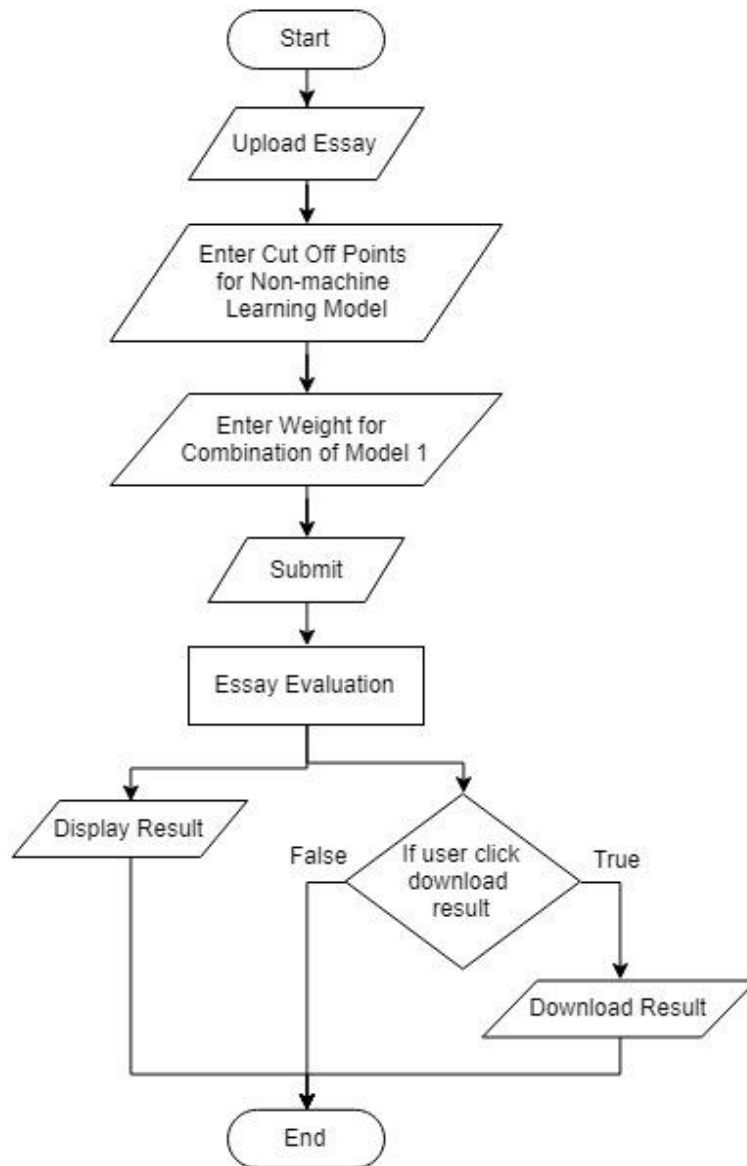 Start
Upload Essay
Enter Cut Off Points
for Non-machine
Learning Model
Enter Weight for
Combination of Model 1
Submit
Essay Evaluation
Display Result
False
If user click
download
result
True
Download Result
End